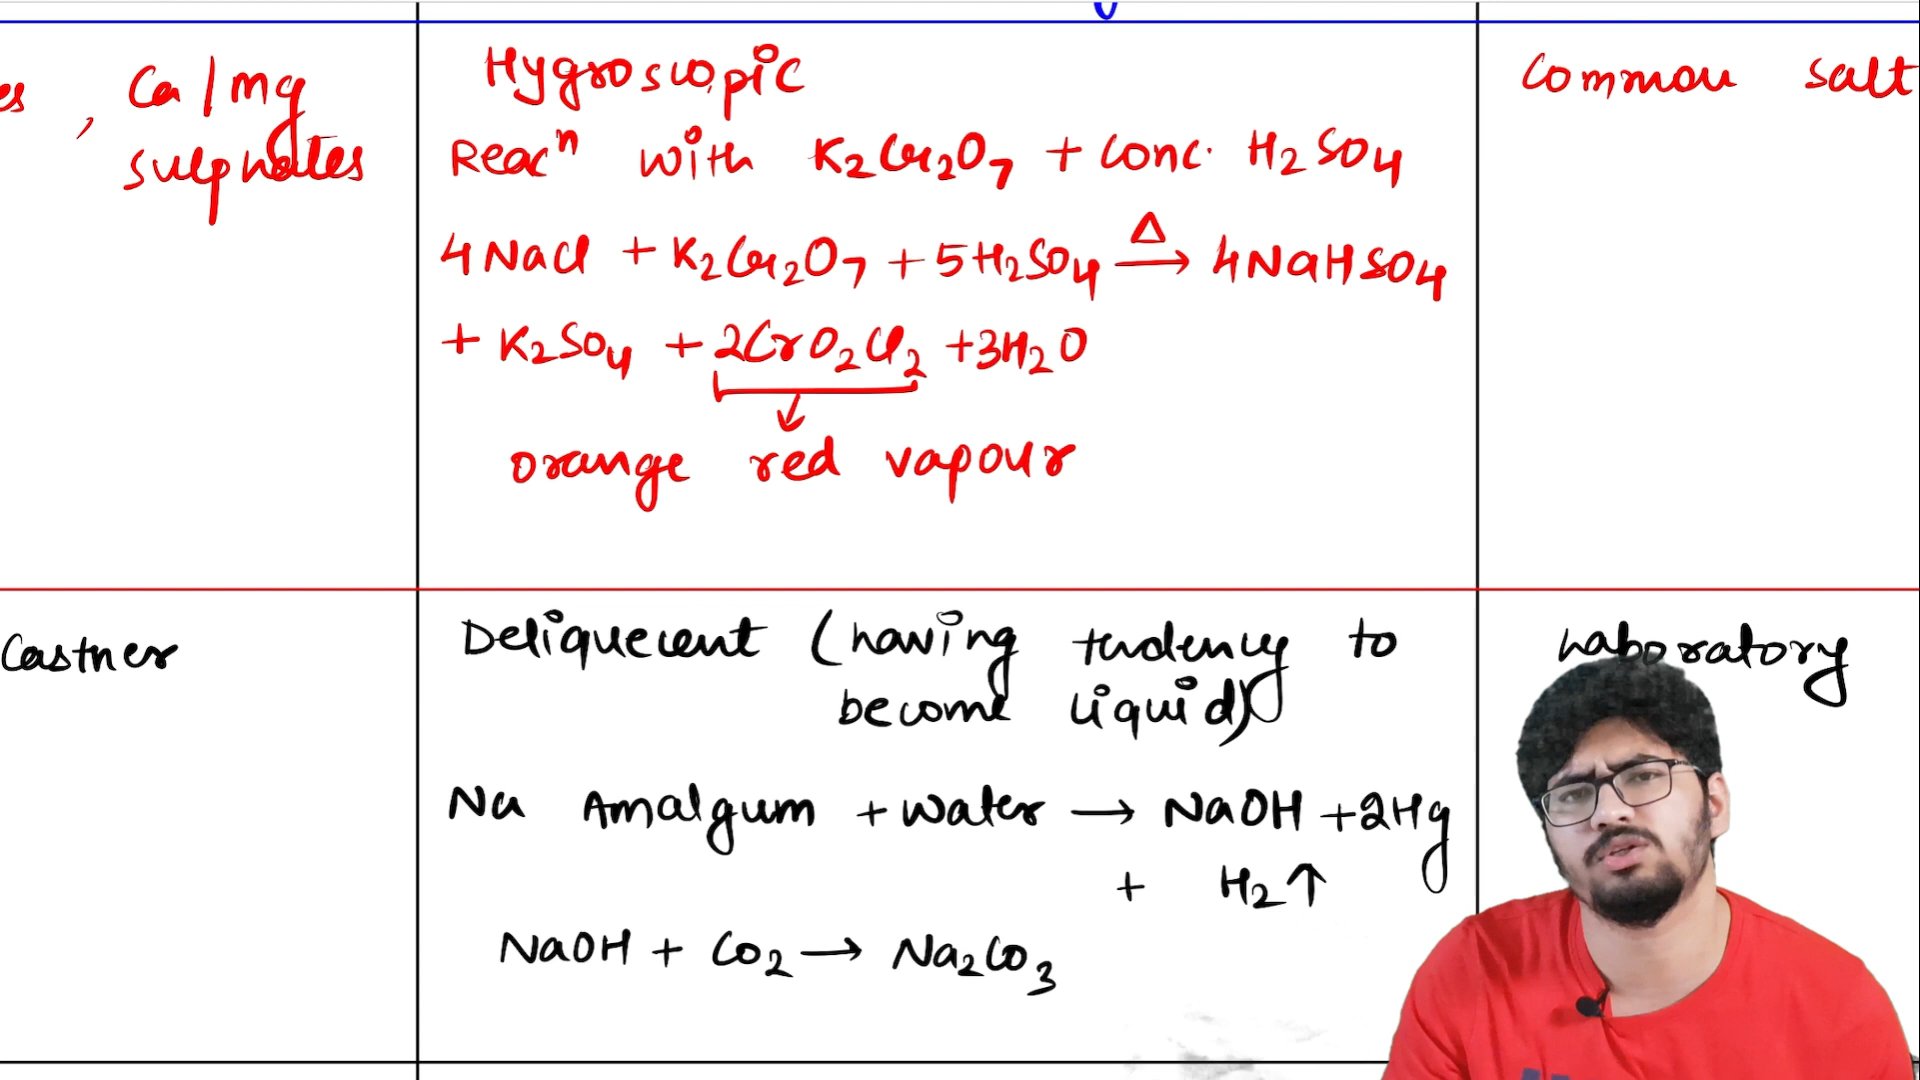 es , Ca/mg
sulphates
Hygroscopic
Reacⁿ with K2Cr2O7 + conc. H2SO4
4NaCl + K2Cr2O7 + 5H2SO4 —Δ→ 4NaHSO4
+ K2SO4 + 2CrO2Cl2 + 3H2O
↓
orange red vapour
Common salt
Castner
Deliquecent (having tendency to
become liquid)
Na Amalgum + water → NaOH + 2Hg
+ H2↑
NaOH + CO2 → Na2CO3
Laboratory